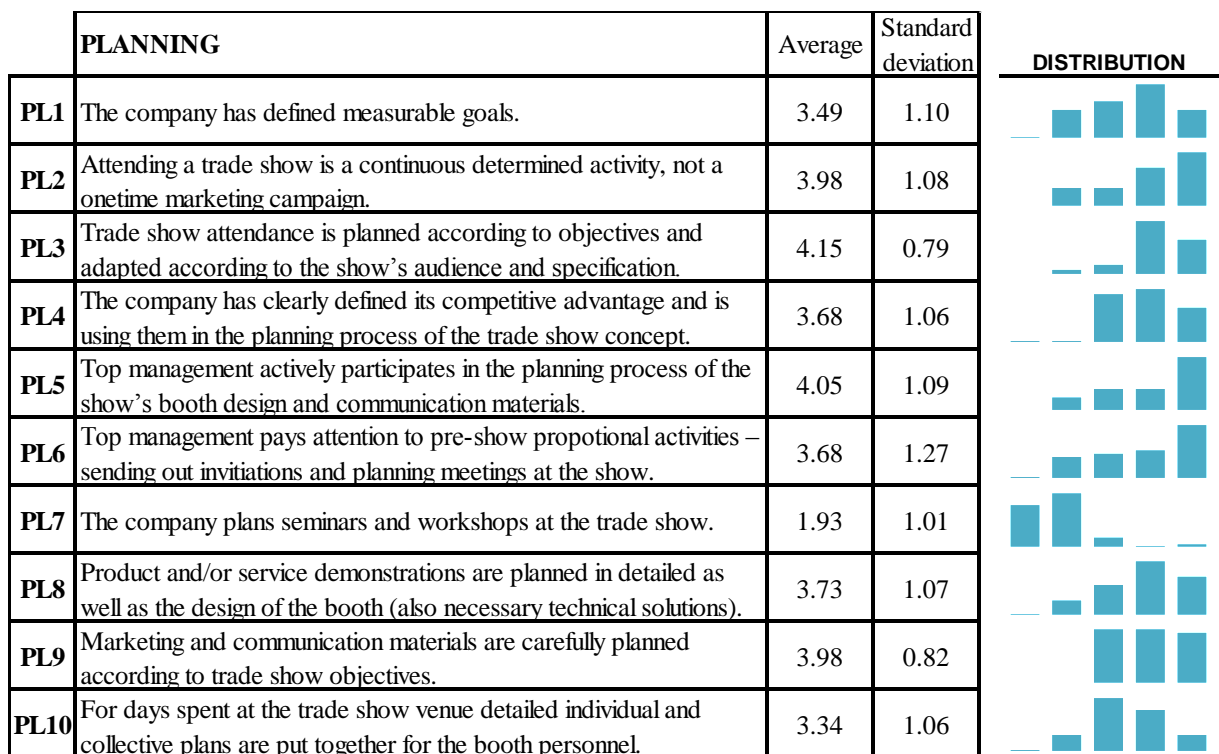 PLANNING Average Standard deviation DISTRIBUTION
PL1 The company has defined measurable goals. 3.49 1.10
PL2 Attending a trade show is a continuous determined activity, not a
onetime marketing campaign. 3.98 1.08
PL3 Trade show attendance is planned according to objectives and
adapted according to the show’s audience and specification. 4.15 0.79
PL4 The company has clearly defined its competitive advantage and is
using them in the planning process of the trade show concept. 3.68 1.06
PL5 Top management actively participates in the planning process of the
show’s booth design and communication materials. 4.05 1.09
PL6 Top management pays attention to pre-show propotional activities –
sending out invitiations and planning meetings at the show. 3.68 1.27
PL7 The company plans seminars and workshops at the trade show. 1.93 1.01
PL8 Product and/or service demonstrations are planned in detailed as
well as the design of the booth (also necessary technical solutions). 3.73 1.07
PL9 Marketing and communication materials are carefully planned
according to trade show objectives. 3.98 0.82
PL10 For days spent at the trade show venue detailed individual and
collective plans are put together for the booth personnel. 3.34 1.06